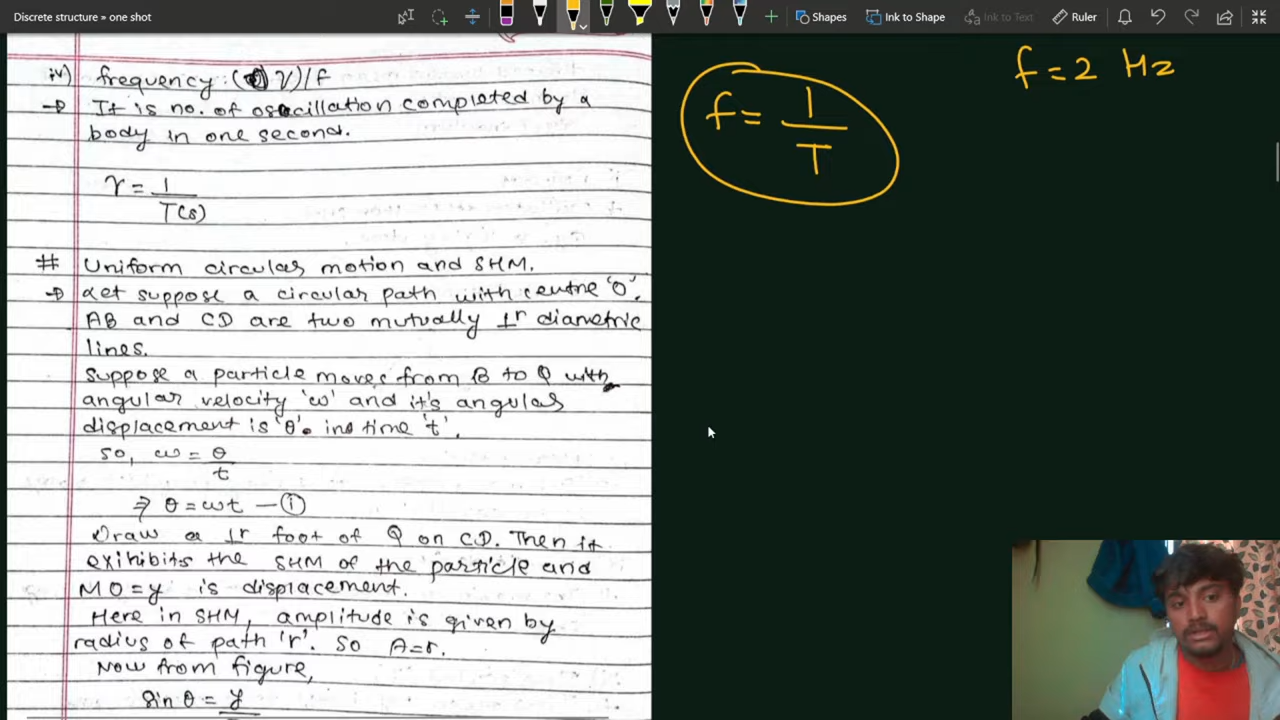 Discrete structure » one shot
Shapes
Ink to Shape
Ink to Text
Ruler
iv) frequency: ( γ)/f
→ It is no. of oscillation completed by a
body in one second.
γ = 1
T(s)
# Uniform circular motion and SHM.
→ Let suppose a circular path with centre 'O'.
AB and CD are two mutually ⊥r diametric
lines.
Suppose a particle moves from B to Q with
angular velocity 'ω' and it's angular
displacement is 'θ'. in time 't'.
so, ω = θ
t
⇒ θ = ωt — ①
Draw a ⊥r foot of Q on CD. Then it
exihibits the SHM of the particle and
MO = y is displacement.
Here in SHM, amplitude is given by
radius of path 'r'. so A=r.
Now from figure,
sin θ = y
f = 1
T
f = 2 Hz